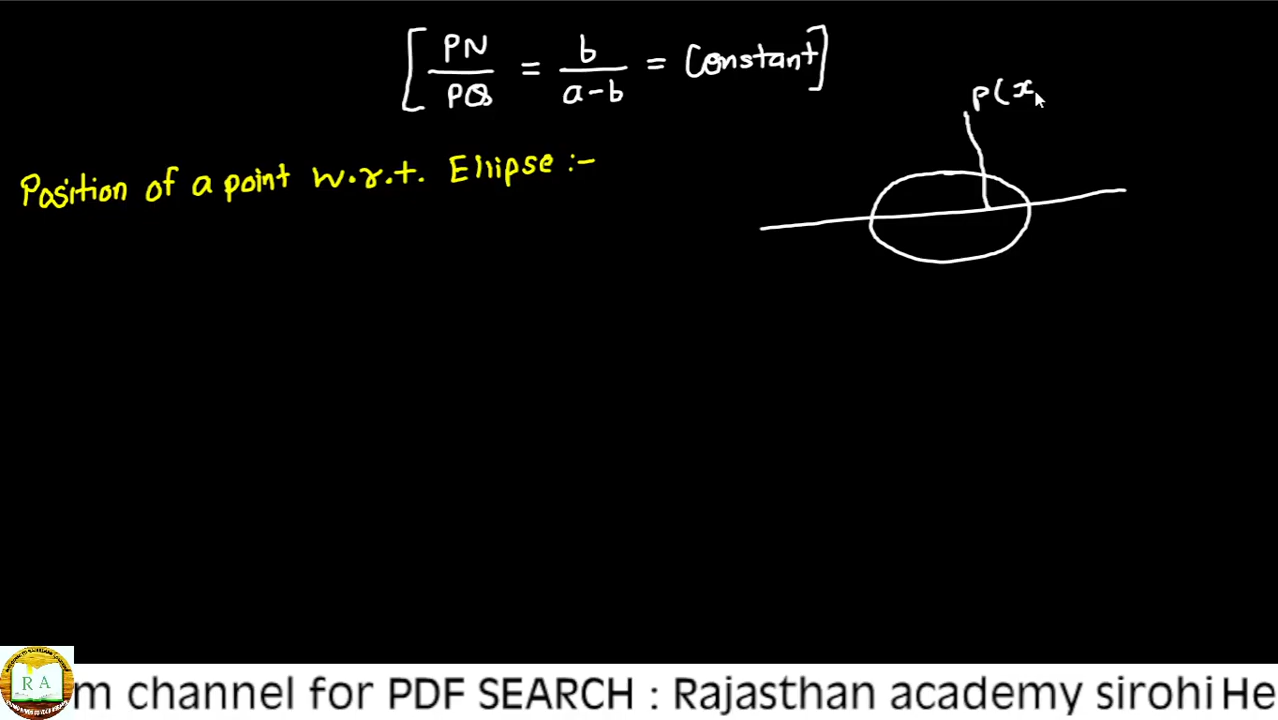 [ PN/PQ = b/a-b = Constant ]
P(x,
Position of a point w.r.t. Ellipse :-
R A
m channel for PDF SEARCH : Rajasthan academy sirohi He